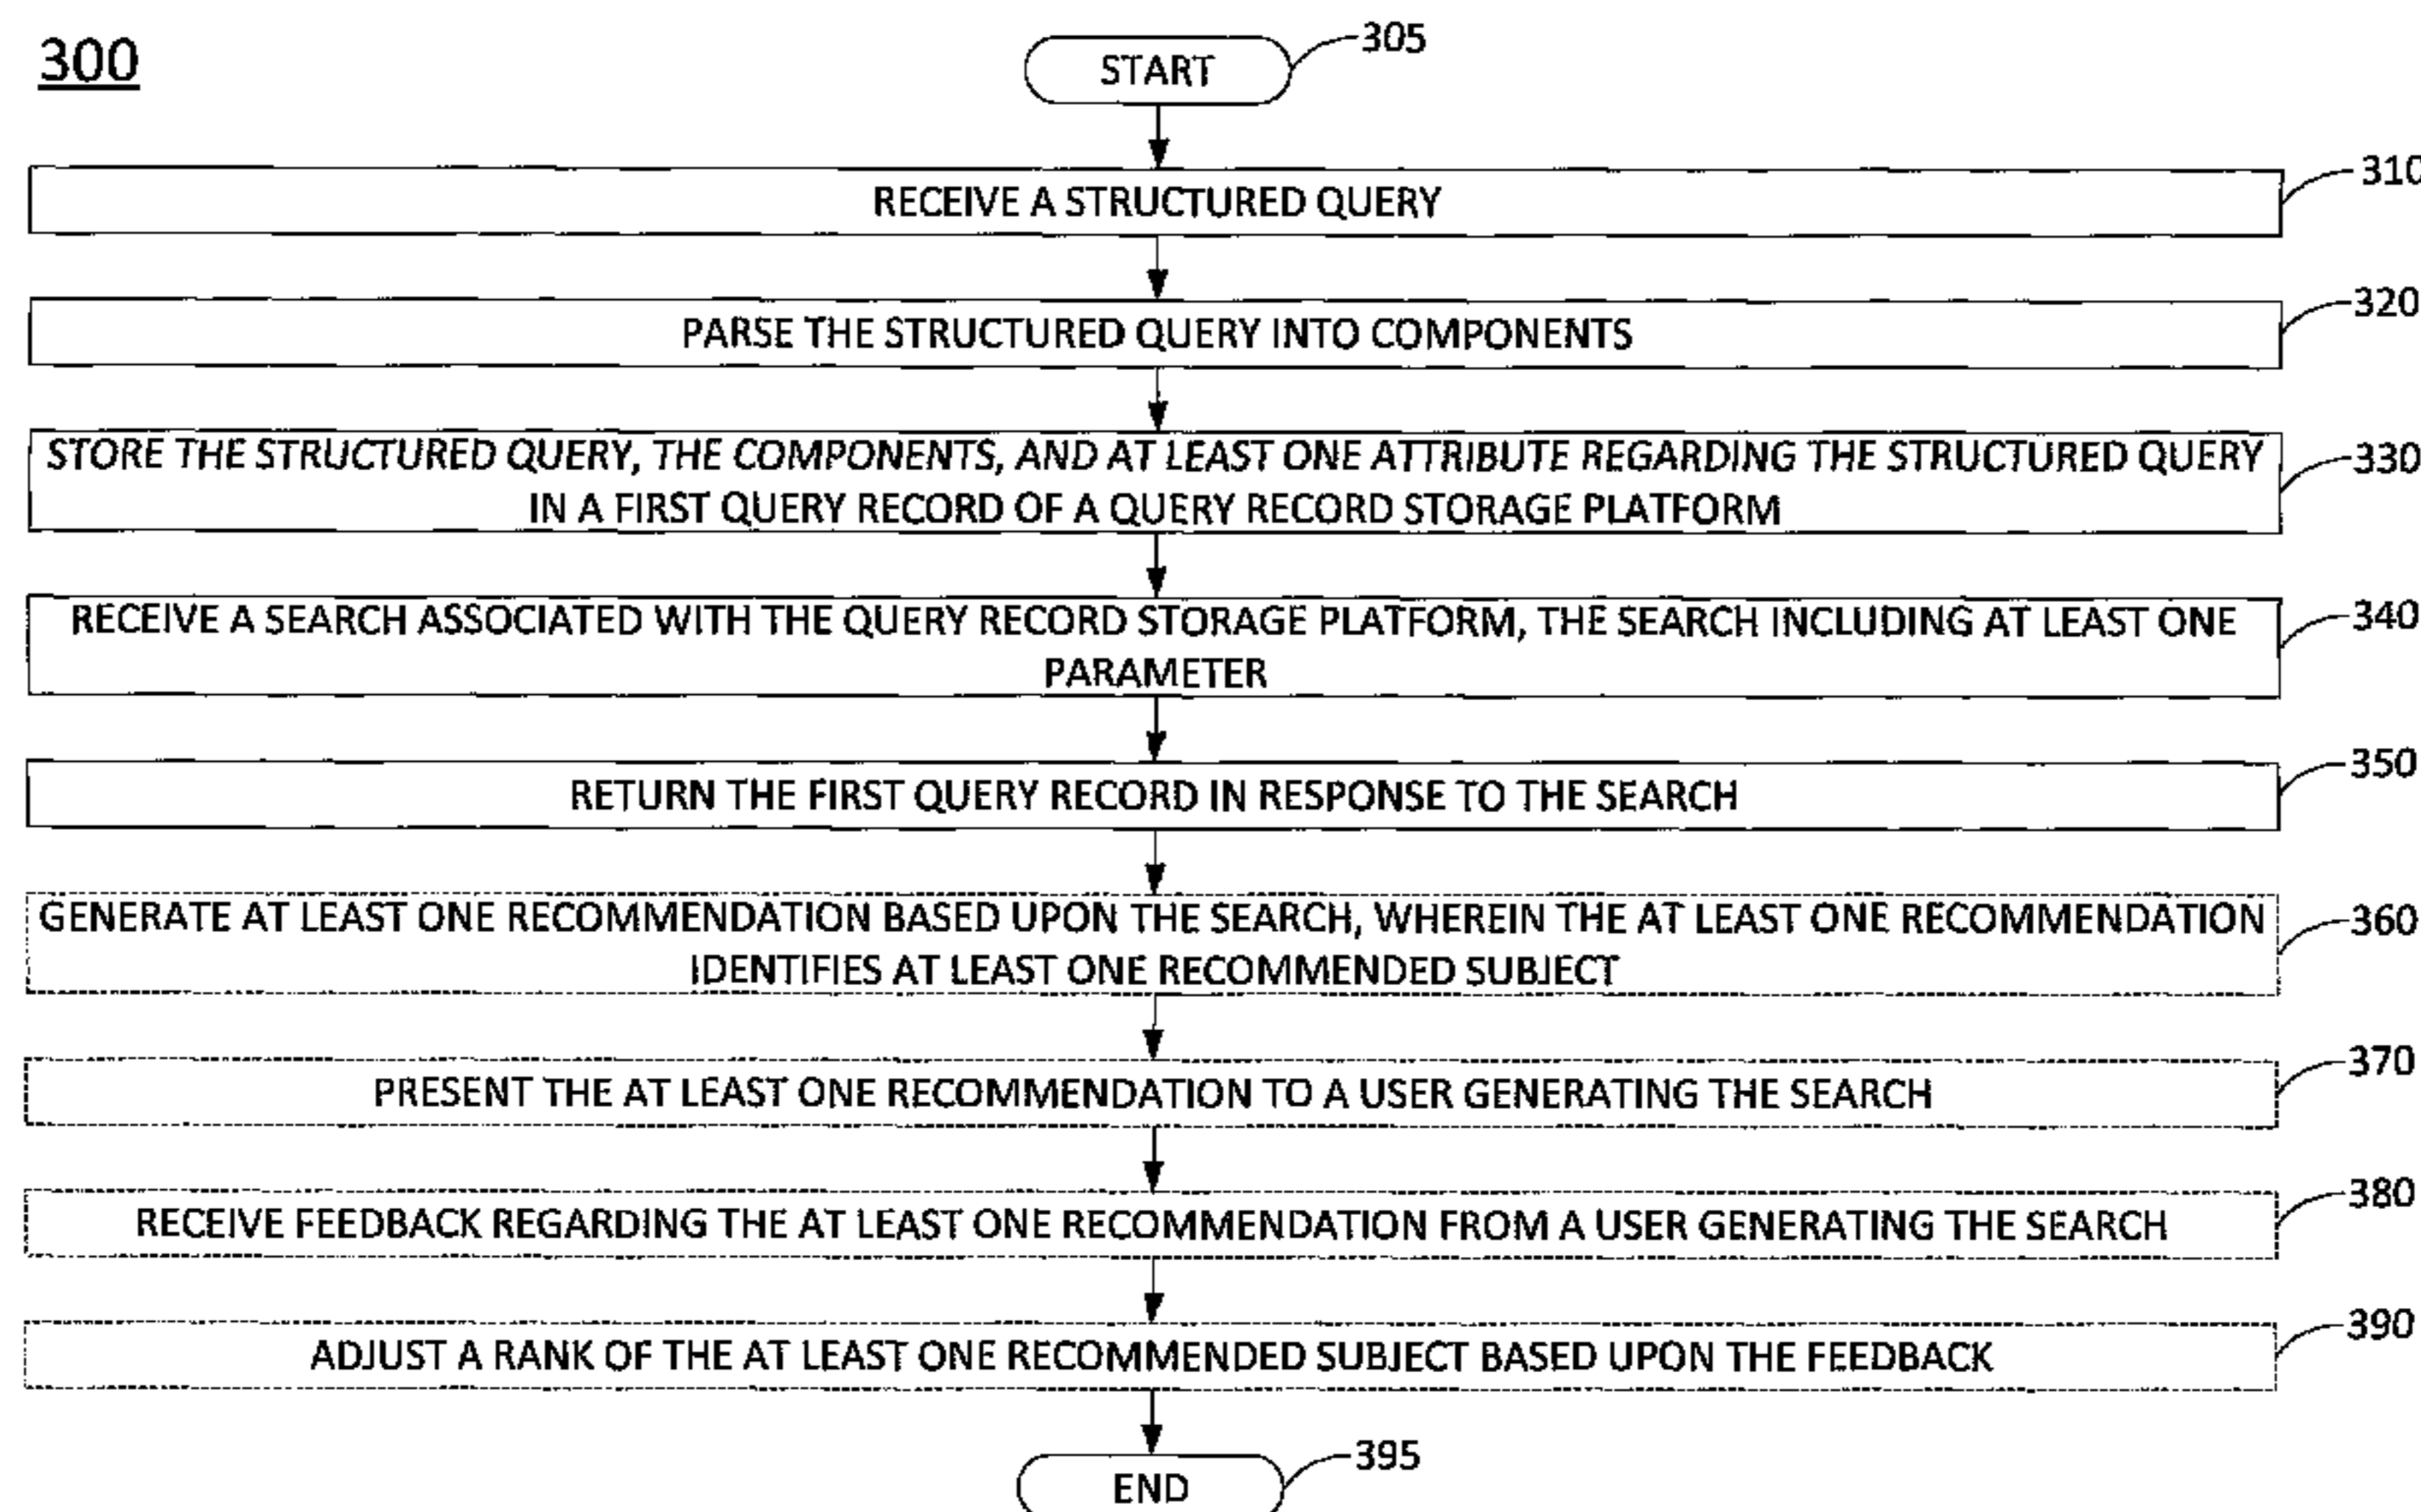 300
START
305
RECEIVE A STRUCTURED QUERY
310
PARSE THE STRUCTURED QUERY INTO COMPONENTS
320
STORE THE STRUCTURED QUERY, THE COMPONENTS, AND AT LEAST ONE ATTRIBUTE REGARDING THE STRUCTURED QUERY
IN A FIRST QUERY RECORD OF A QUERY RECORD STORAGE PLATFORM
330
RECEIVE A SEARCH ASSOCIATED WITH THE QUERY RECORD STORAGE PLATFORM, THE SEARCH INCLUDING AT LEAST ONE
PARAMETER
340
RETURN THE FIRST QUERY RECORD IN RESPONSE TO THE SEARCH
350
GENERATE AT LEAST ONE RECOMMENDATION BASED UPON THE SEARCH, WHEREIN THE AT LEAST ONE RECOMMENDATION
IDENTIFIES AT LEAST ONE RECOMMENDED SUBJECT
360
PRESENT THE AT LEAST ONE RECOMMENDATION TO A USER GENERATING THE SEARCH
370
RECEIVE FEEDBACK REGARDING THE AT LEAST ONE RECOMMENDATION FROM A USER GENERATING THE SEARCH
380
ADJUST A RANK OF THE AT LEAST ONE RECOMMENDED SUBJECT BASED UPON THE FEEDBACK
390
END
395